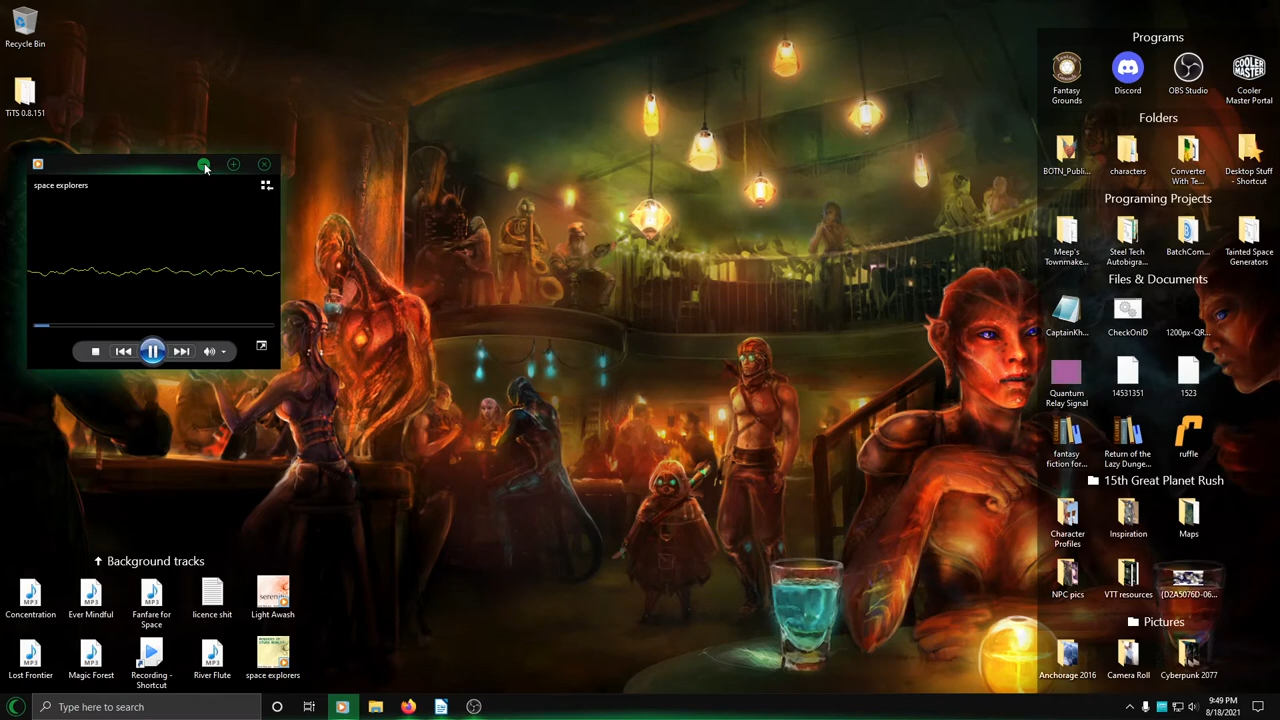 Recycle Bin
TiTS 0.8.151
space explorers
Programs
Fantasy Grounds
Discord
OBS Studio
Cooler Master Portal
COOLER MASTER
Folders
BOTN_Publi...
characters
Converter With Te...
Desktop Stuff - Shortcut
Programing Projects
Meep's Townmake...
Steel Tech Autobigra...
BatchCom...
Tainted Space Generators
Files & Documents
CaptainKh...
CheckOnID
1200px-QR...
Quantum Relay Signal
14531351
1523
fantasy fiction for...
Return of the Lazy Dunge...
ruffle
15th Great Planet Rush
Character Profiles
Inspiration
Maps
NPC pics
VTT resources
{D2A5076D-06...
Pictures
Anchorage 2016
Camera Roll
Cyberpunk 2077
Background tracks
Concentration
Ever Mindful
Fanfare for Space
licence shit
Light Awash
Lost Frontier
Magic Forest
Recording - Shortcut
River Flute
space explorers
Type here to search
9:49 PM
8/18/2021